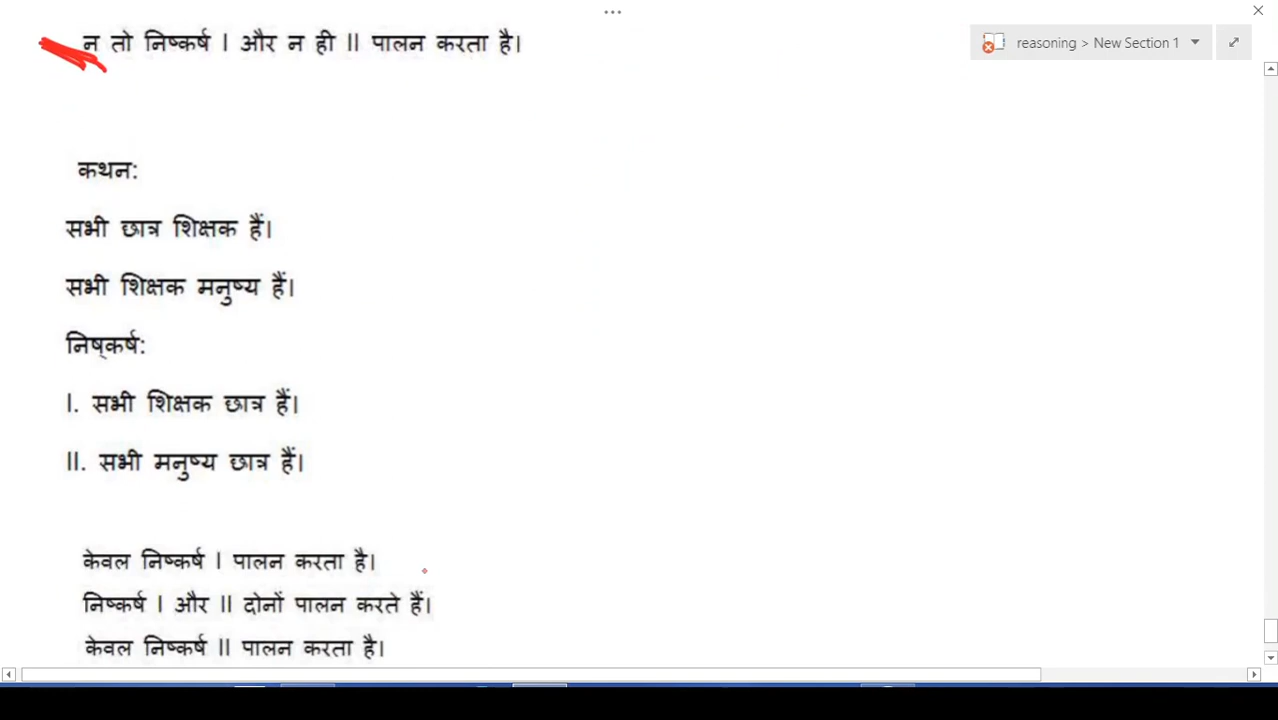 ...
न तो निष्कर्ष I और न ही II पालन करता है।
reasoning > New Section 1
कथन:
सभी छात्र शिक्षक हैं।
सभी शिक्षक मनुष्य हैं।
निष्कर्ष:
I. सभी शिक्षक छात्र हैं।
II. सभी मनुष्य छात्र हैं।
केवल निष्कर्ष I पालन करता है।
निष्कर्ष I और II दोनों पालन करते हैं।
केवल निष्कर्ष II पालन करता है।